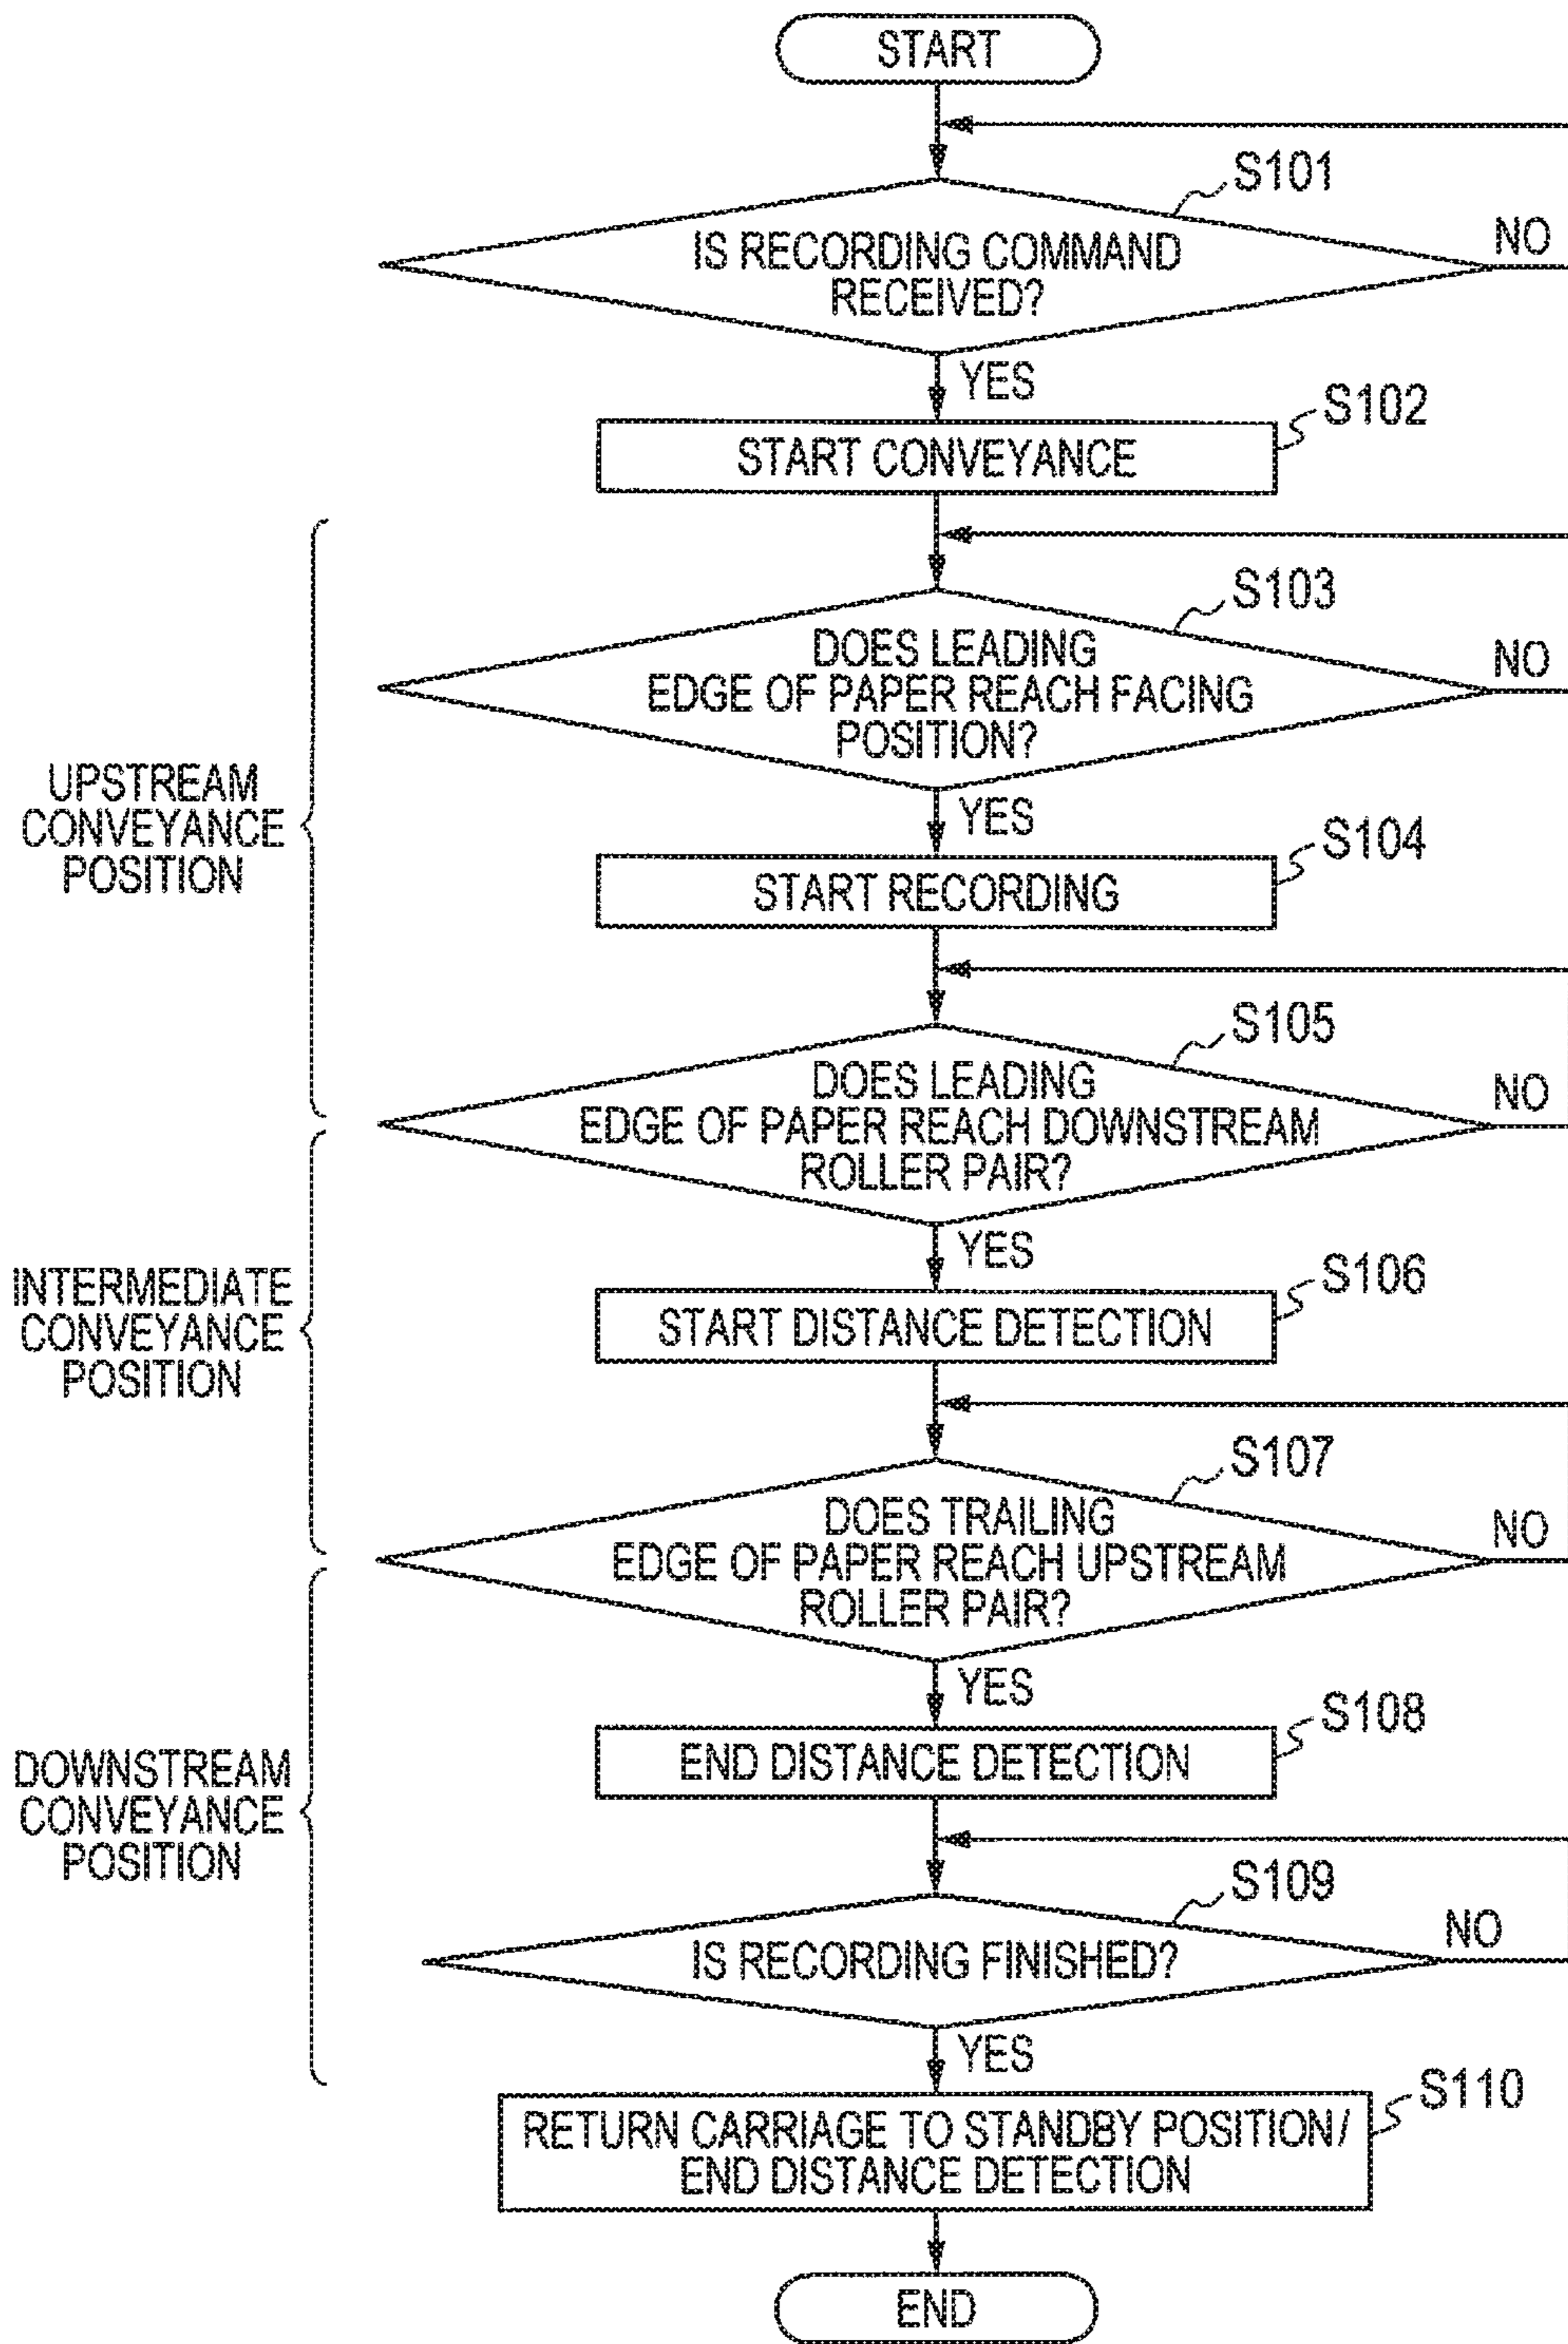 START
S101
IS RECORDING COMMAND
RECEIVED?
NO
YES
S102
START CONVEYANCE
S103
DOES LEADING
EDGE OF PAPER REACH FACING
POSITION?
NO
YES
UPSTREAM
CONVEYANCE
POSITION
S104
START RECORDING
S105
DOES LEADING
EDGE OF PAPER REACH DOWNSTREAM
ROLLER PAIR?
NO
YES
INTERMEDIATE
CONVEYANCE
POSITION
S106
START DISTANCE DETECTION
S107
DOES TRAILING
EDGE OF PAPER REACH UPSTREAM
ROLLER PAIR?
NO
YES
S108
END DISTANCE DETECTION
DOWNSTREAM
CONVEYANCE
POSITION
S109
IS RECORDING FINISHED?
NO
YES
S110
RETURN CARRIAGE TO STANDBY POSITION/
END DISTANCE DETECTION
END